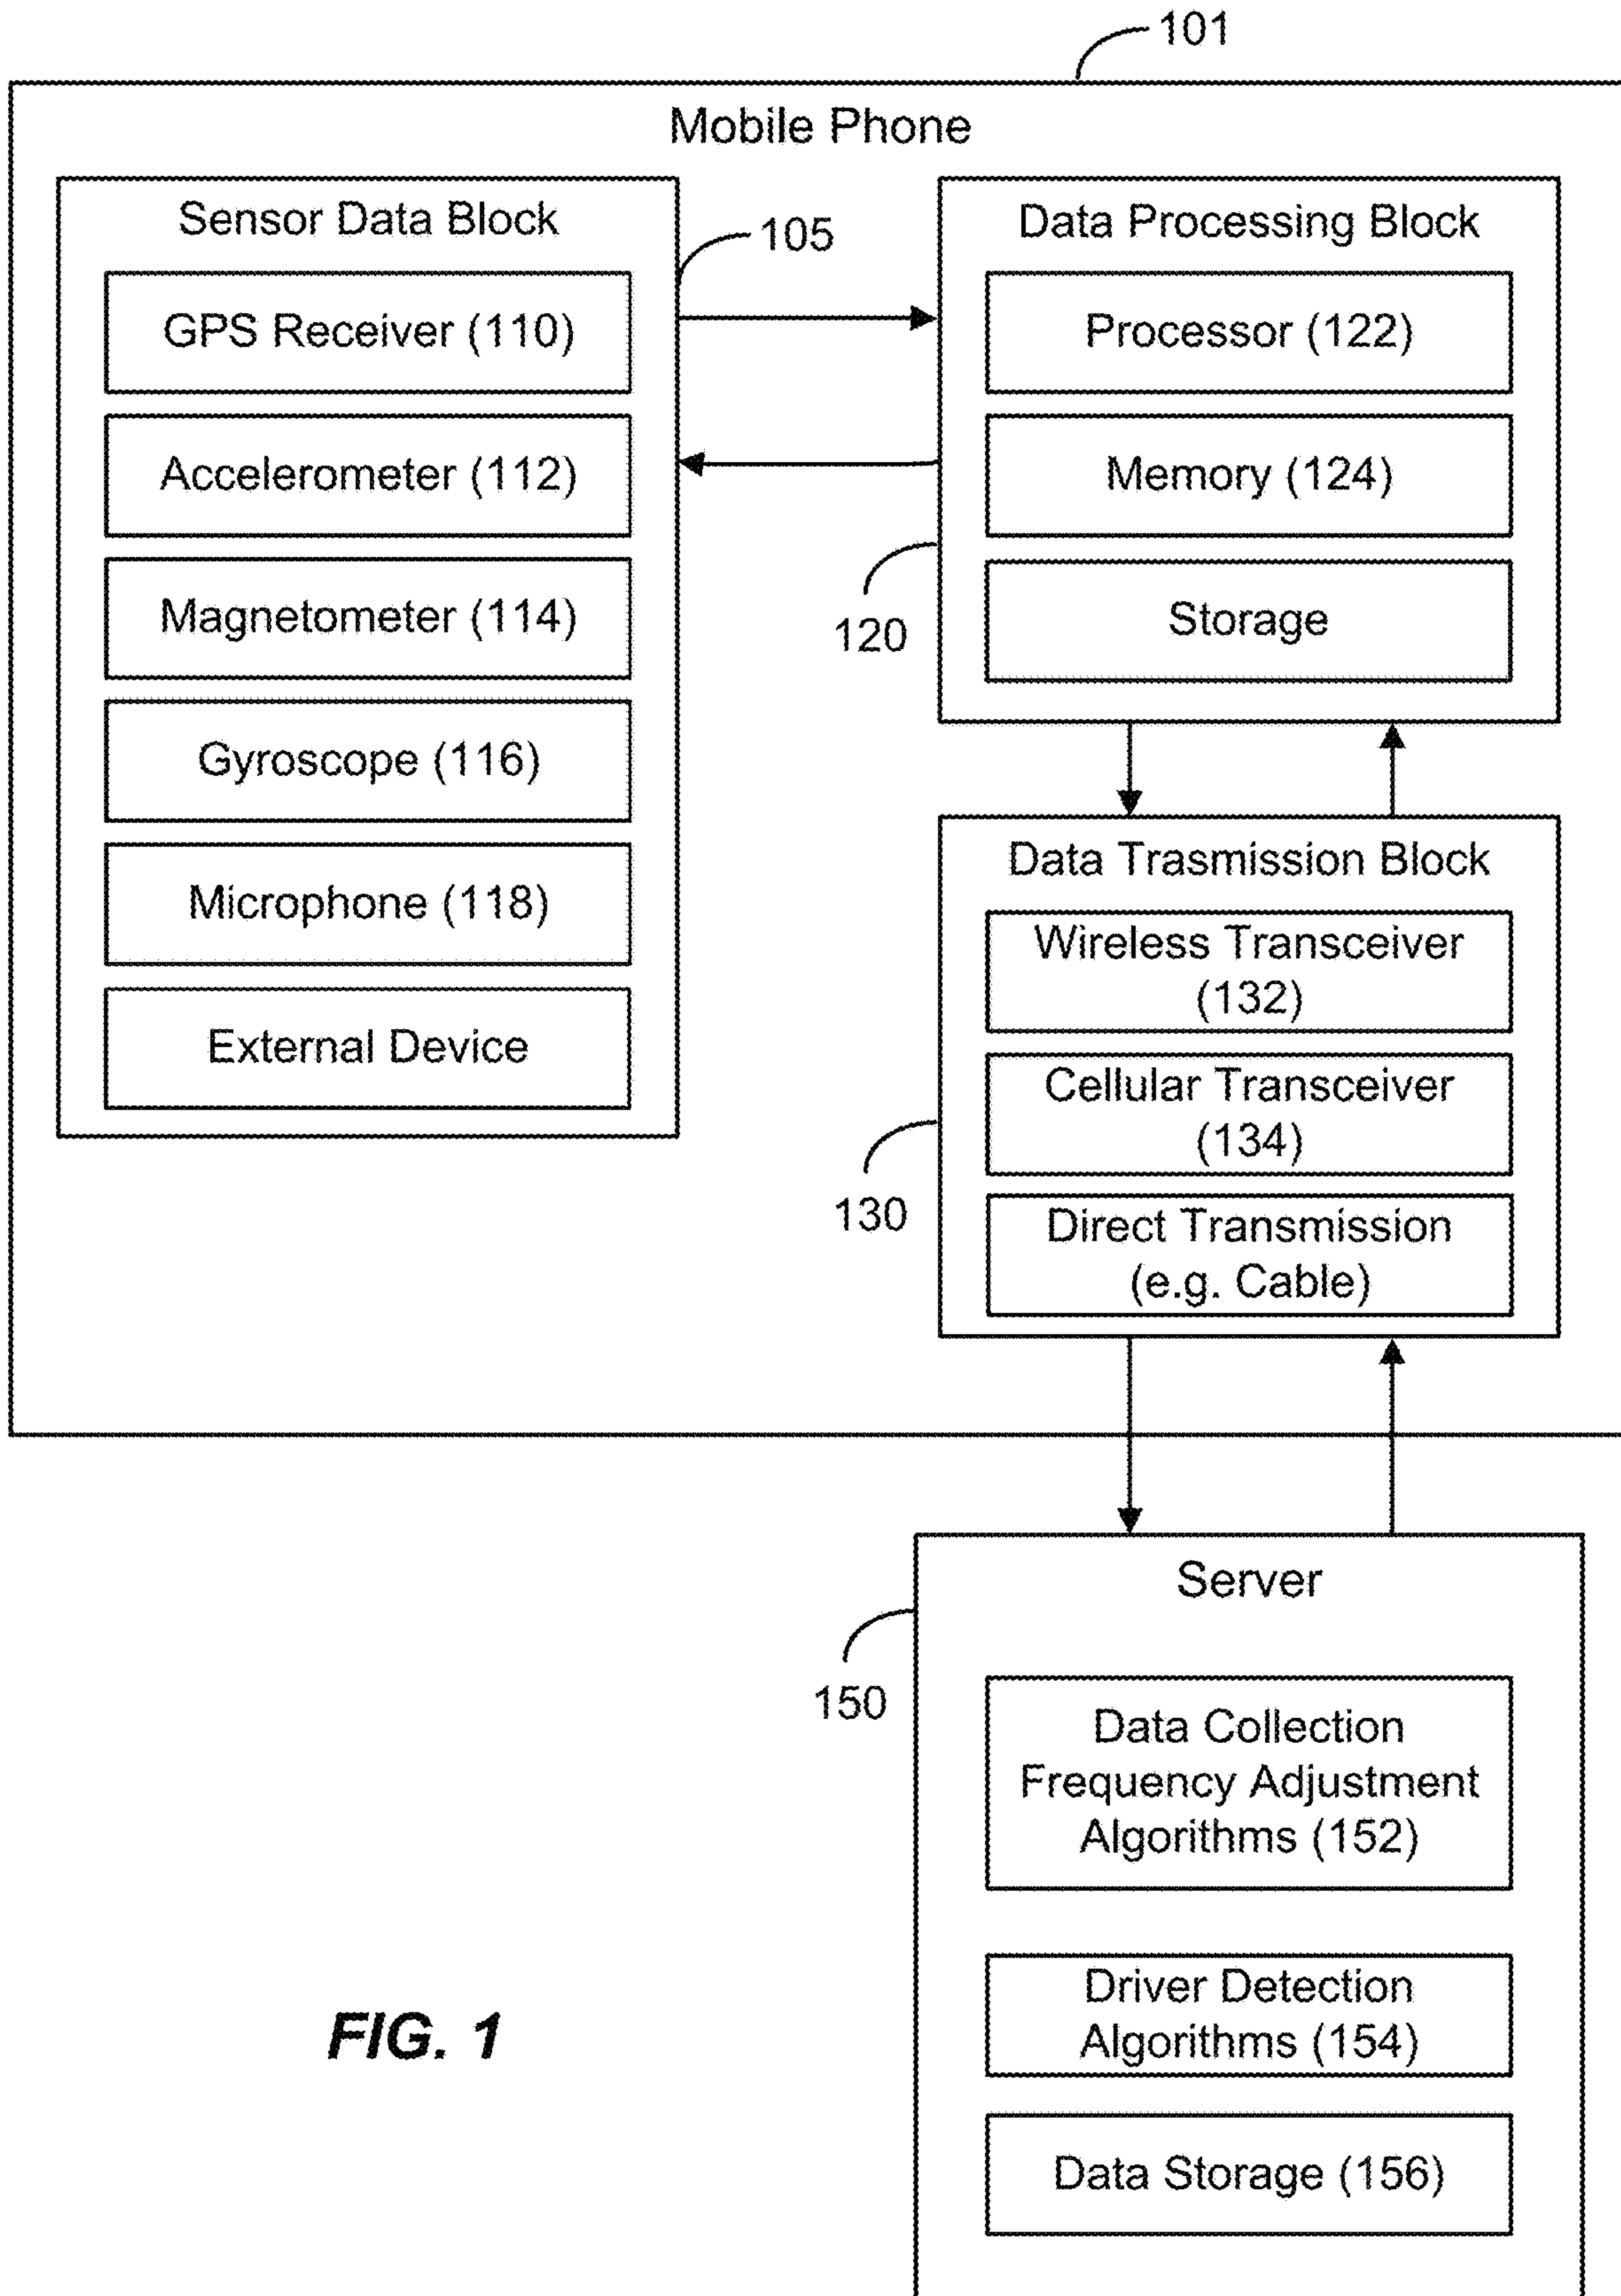 101
Mobile Phone
Sensor Data Block
GPS Receiver (110)
Accelerometer (112)
Magnetometer (114)
Gyroscope (116)
Microphone (118)
External Device
105
Data Processing Block
Processor (122)
Memory (124)
Storage
120
Data Trasmission Block
Wireless Transceiver
(132)
Cellular Transceiver
(134)
Direct Transmission
(e.g. Cable)
130
Server
150
Data Collection
Frequency Adjustment
Algorithms (152)
Driver Detection
Algorithms (154)
Data Storage (156)
FIG. 1